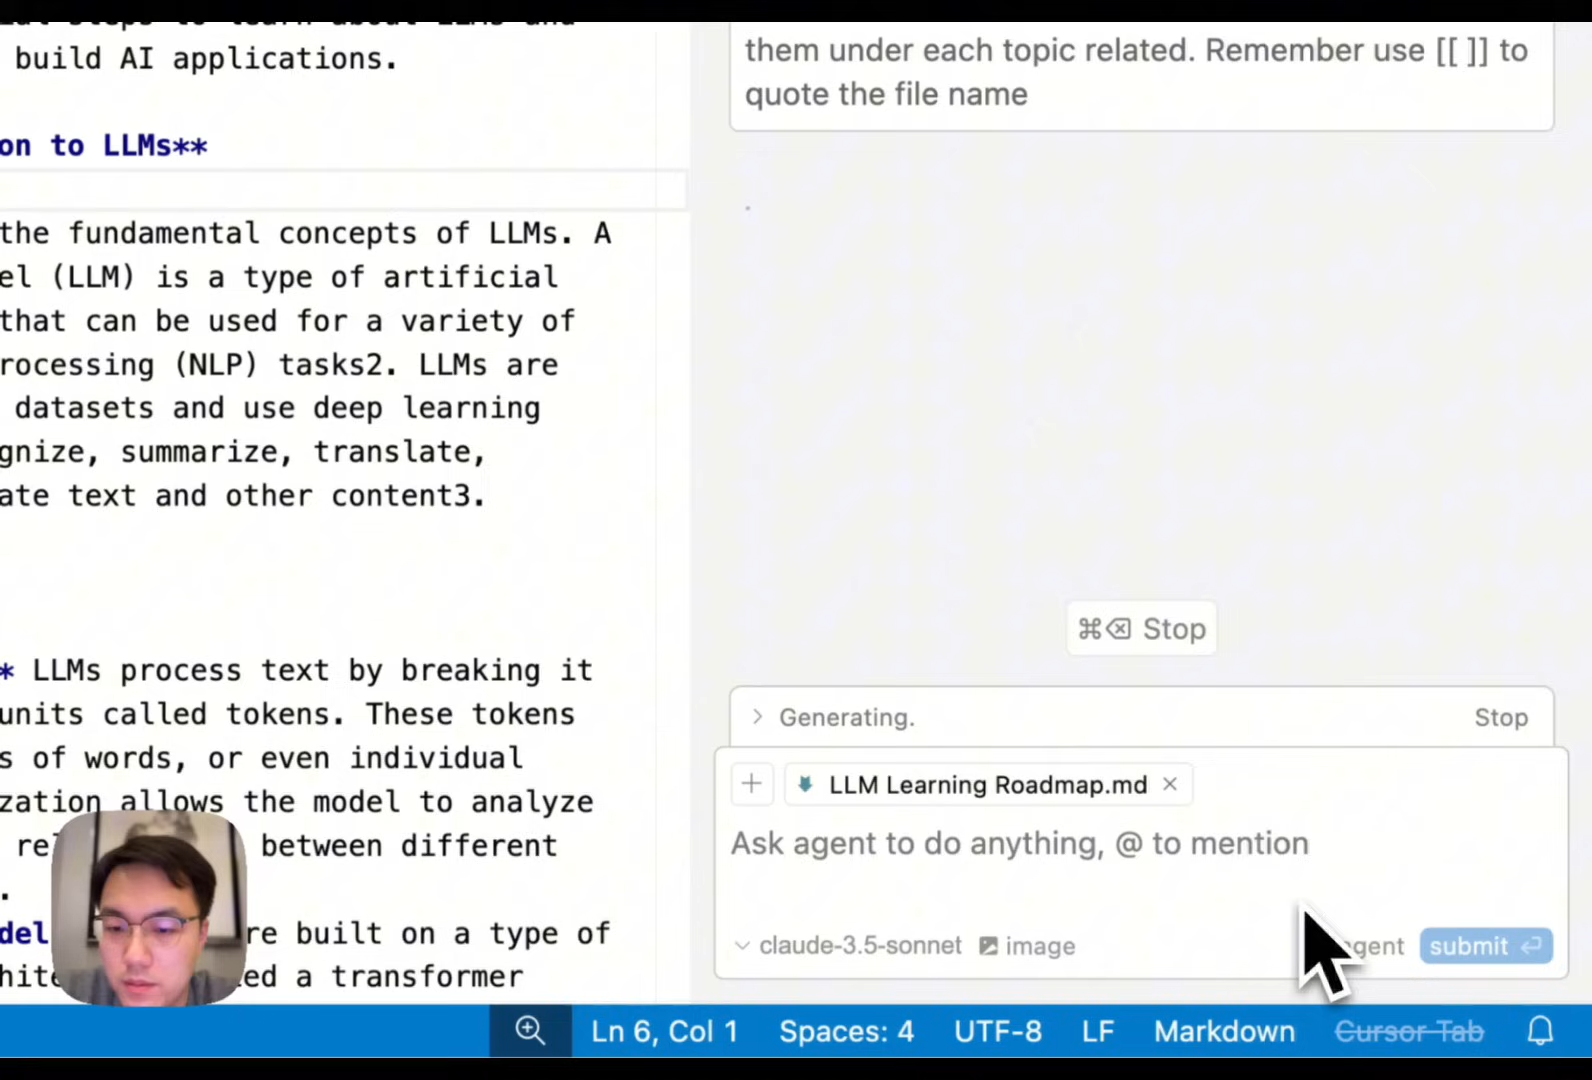 build AI applications.
on to LLMs**
the fundamental concepts of LLMs. A
el (LLM) is a type of artificial
that can be used for a variety of
rocessing (NLP) tasks2. LLMs are
datasets and use deep learning
gnize, summarize, translate,
ate text and other content3.
* LLMs process text by breaking it
units called tokens. These tokens
s of words, or even individual
zation allows the model to analyze
re between different
.
del re built on a type of
hite ed a transformer
them under each topic related. Remember use [[ ]] to
quote the file name
⌘⌫ Stop
Generating. Stop
+ LLM Learning Roadmap.md ×
Ask agent to do anything, @ to mention
claude-3.5-sonnet image gent submit ⏎
Ln 6, Col 1 Spaces: 4 UTF-8 LF Markdown Cursor Tab